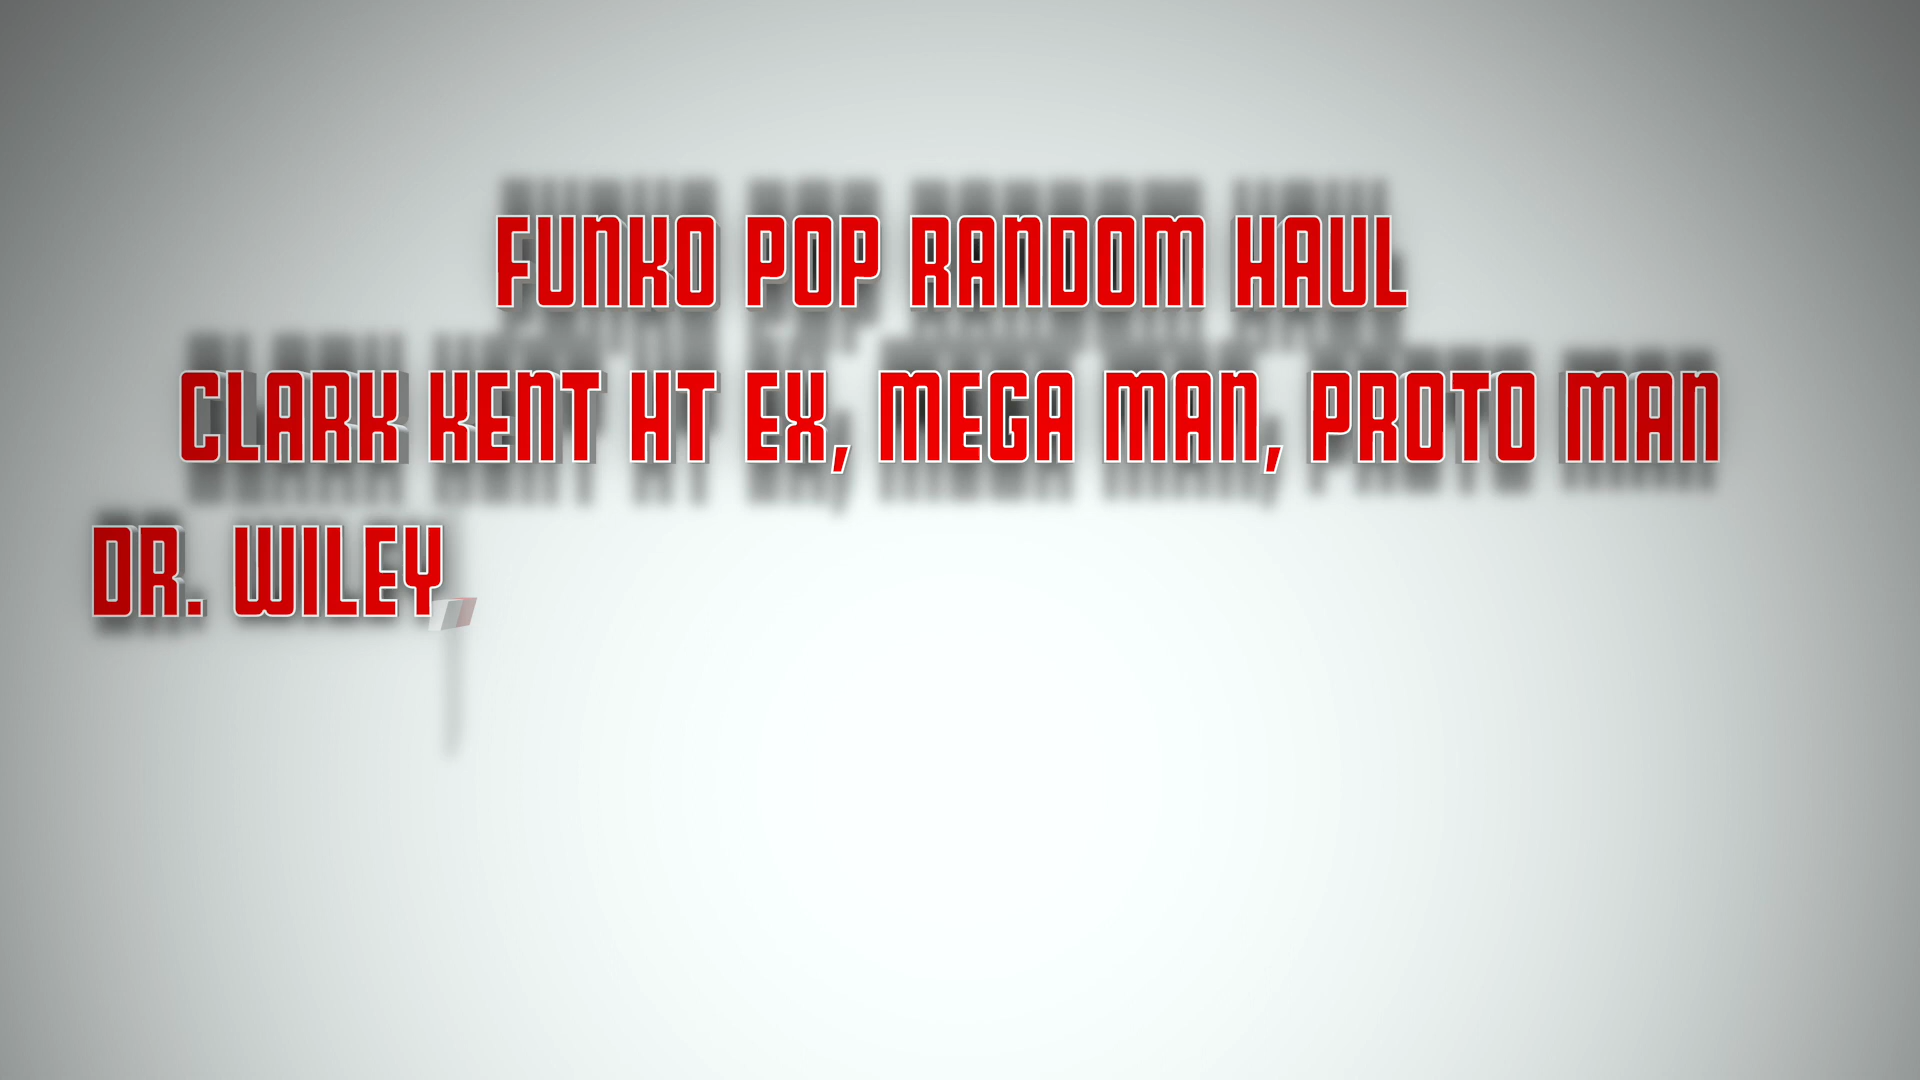 FUNKO POP RANDOM HAUL
CLARK KENT HT EX, MEGA MAN, PROTO MAN
DR. WILEY,